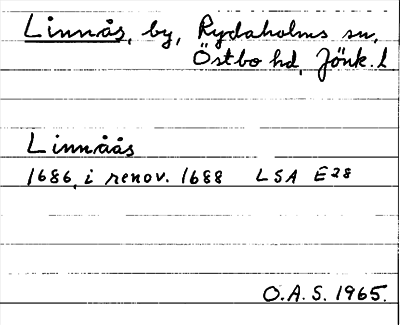 Linnås, by, Rydaholms sn,
Östbo hd, Jönk. l
Linnåås
1686, i renov. 1688 LSA E28
O.A.S. 1965.